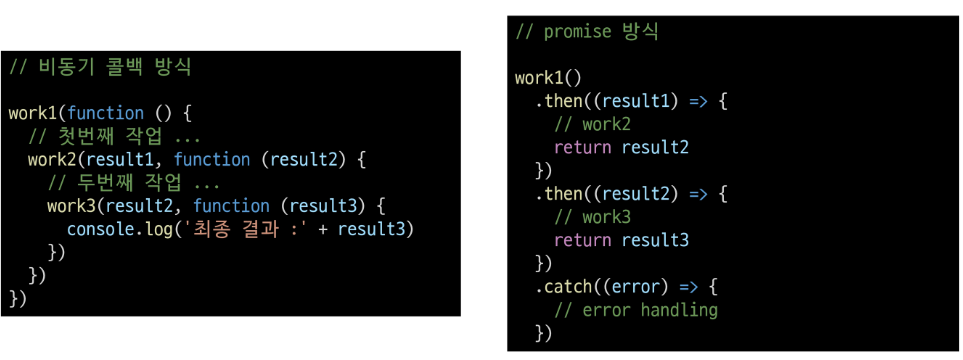 // 비동기 콜백 방식
work1(function () {
// 첫번째 작업 ...
work2(result1, function (result2) {
// 두번째 작업 ...
work3(result2, function (result3) {
console.log('최종 결과 :' + result3)
})
})
})
// promise 방식
work1()
.then((result1) => {
// work2
return result2
})
.then((result2) => {
// work3
return result3
})
.catch((error) => {
// error handling
})